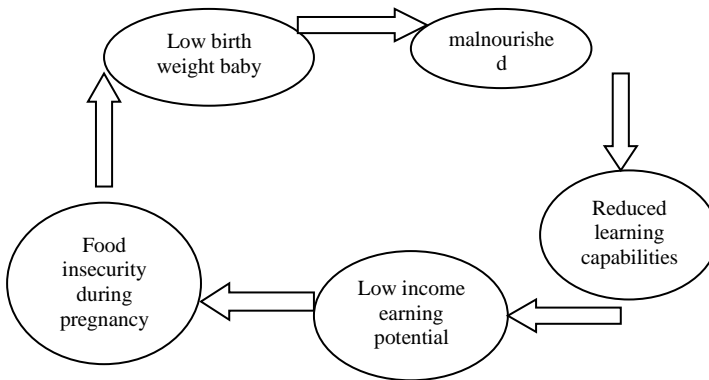 Low birth
weight baby
malnourishe
d
Reduced
learning
capabilities
Low income
earning
potential
Food
insecurity
during
pregnancy